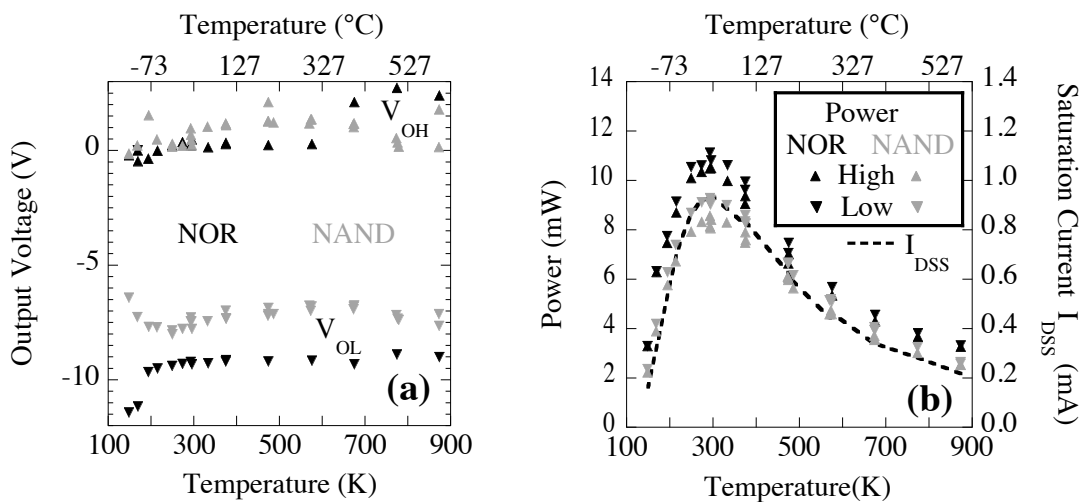 Temperature (°C)
-73 127 327 527
0
-5
-10
Output Voltage (V)
V OH
NOR NAND
V OL
(a)
100 300 500 700 900
Temperature (K)
Temperature (°C)
-73 127 327 527
14
12
10
8
6
4
2
0
Power (mW)
Power
NOR NAND
High
Low
I DSS
(b)
1.4
1.2
1.0
0.8
0.6
0.4
0.2
0.0
Saturation Current I DSS (mA)
100 300 500 700 900
Temperature(K)